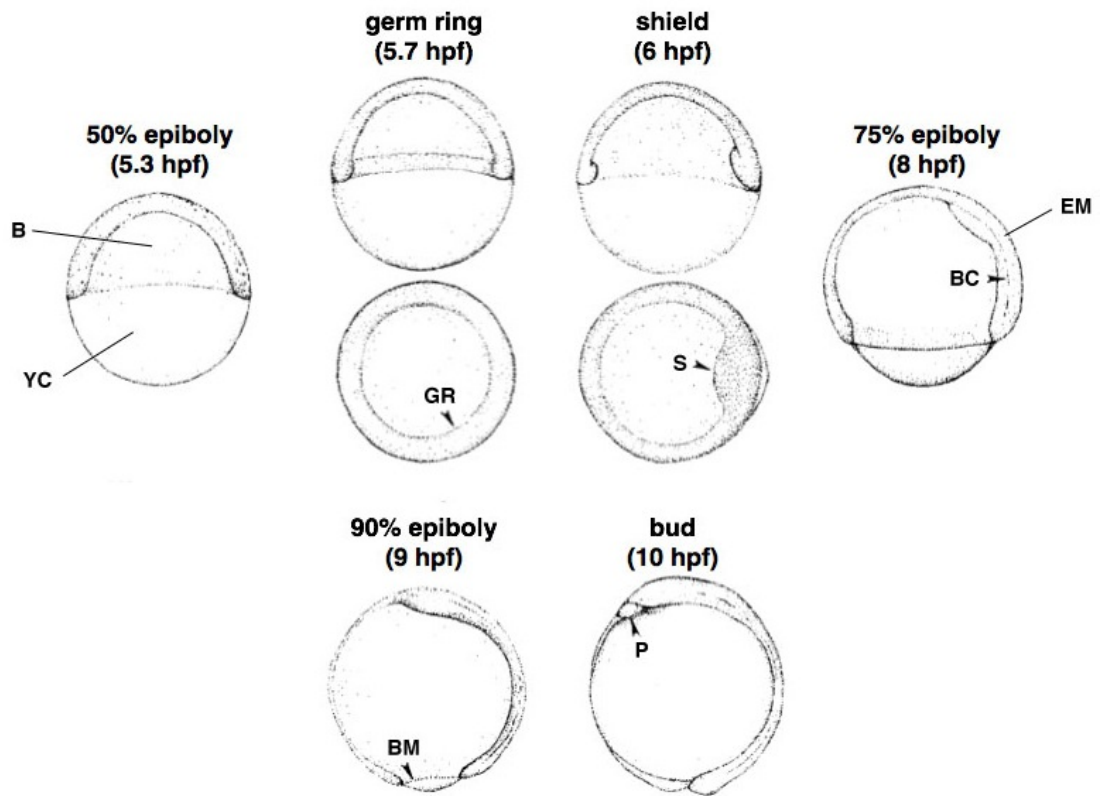 germ ring
(5.7 hpf)
shield
(6 hpf)
50% epiboly
(5.3 hpf)
75% epiboly
(8 hpf)
B
EM
BC
YC
S
GR
90% epiboly
(9 hpf)
bud
(10 hpf)
P
BM